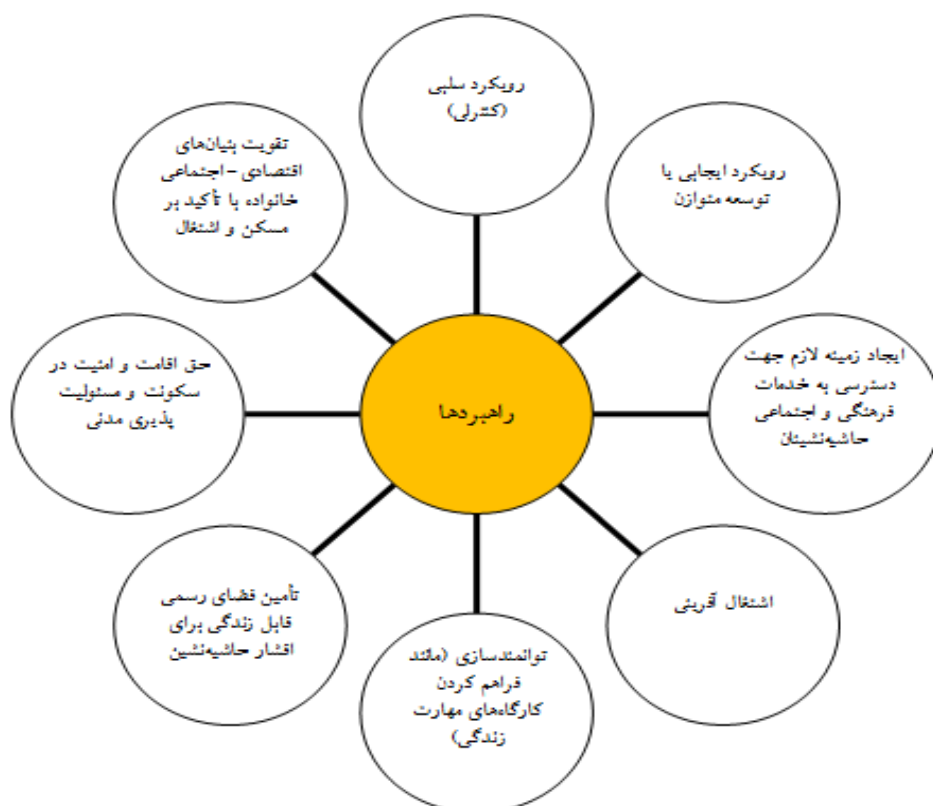 رویکرد سلبی
(کنترلی)
رویکرد ایجابی یا
توسعه متوازن
ایجاد زمینه لازم جهت
دسترسی به خدمات
فرهنگی و اجتماعی
حاشیه‌نشینان
اشتغال آفرینی
توانمندسازی (مانند
فراهم کردن
کارگاه‌های مهارت
زندگی)
تأمین فضای رسمی
قابل زندگی برای
اقشار حاشیه‌نشین
حق اقامت و امنیت در
سکونت و مسئولیت
پذیری مدنی
تقویت بنیان‌های
اقتصادی -اجتماعی
خانواده با تأکید بر
مسکن و اشتغال
راهبردها